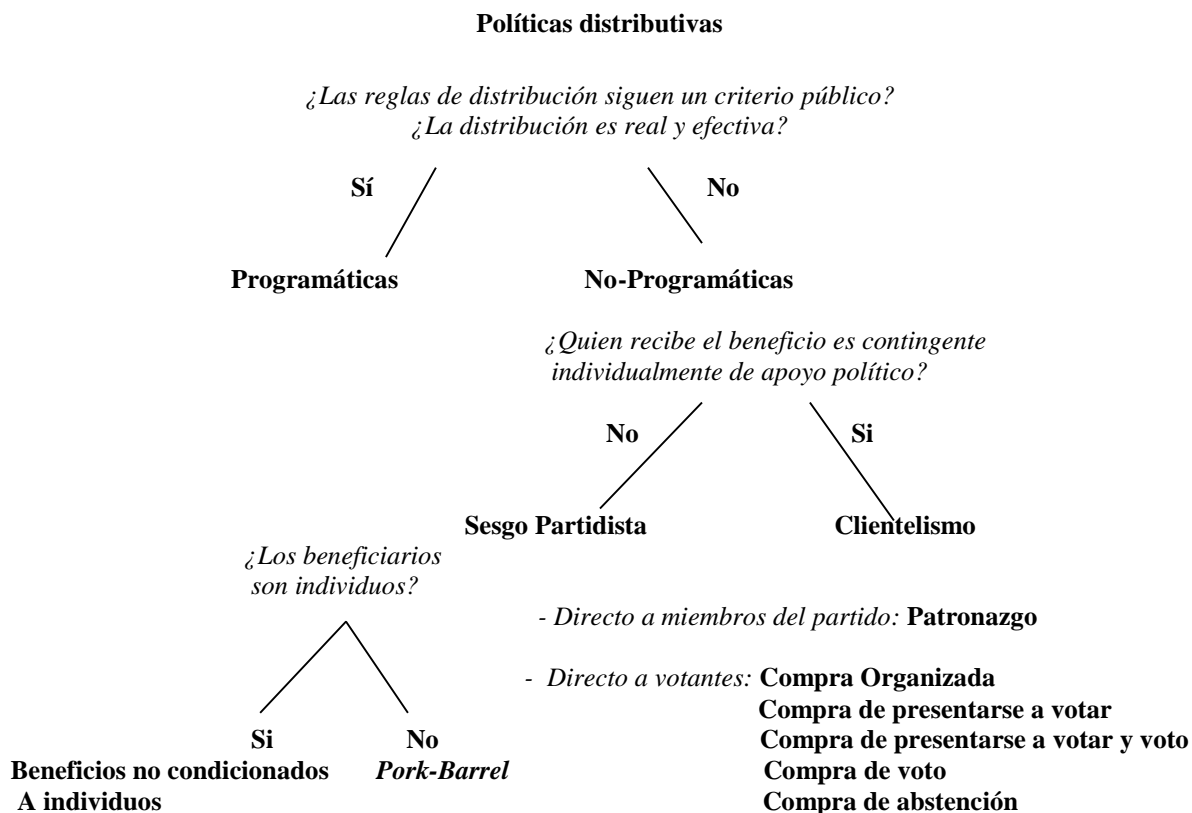 Políticas distributivas
¿Las reglas de distribución siguen un criterio público?
¿La distribución es real y efectiva?
Sí
No
Programáticas
No-Programáticas
¿Quien recibe el beneficio es contingente
individualmente de apoyo político?
No
Si
Sesgo Partidista
Clientelismo
¿Los beneficiarios
son individuos?
- Directo a miembros del partido: Patronazgo
- Directo a votantes: Compra Organizada
Compra de presentarse a votar
Si
No
Compra de presentarse a votar y voto
Beneficios no condicionados
Pork-Barrel
Compra de voto
A individuos
Compra de abstención